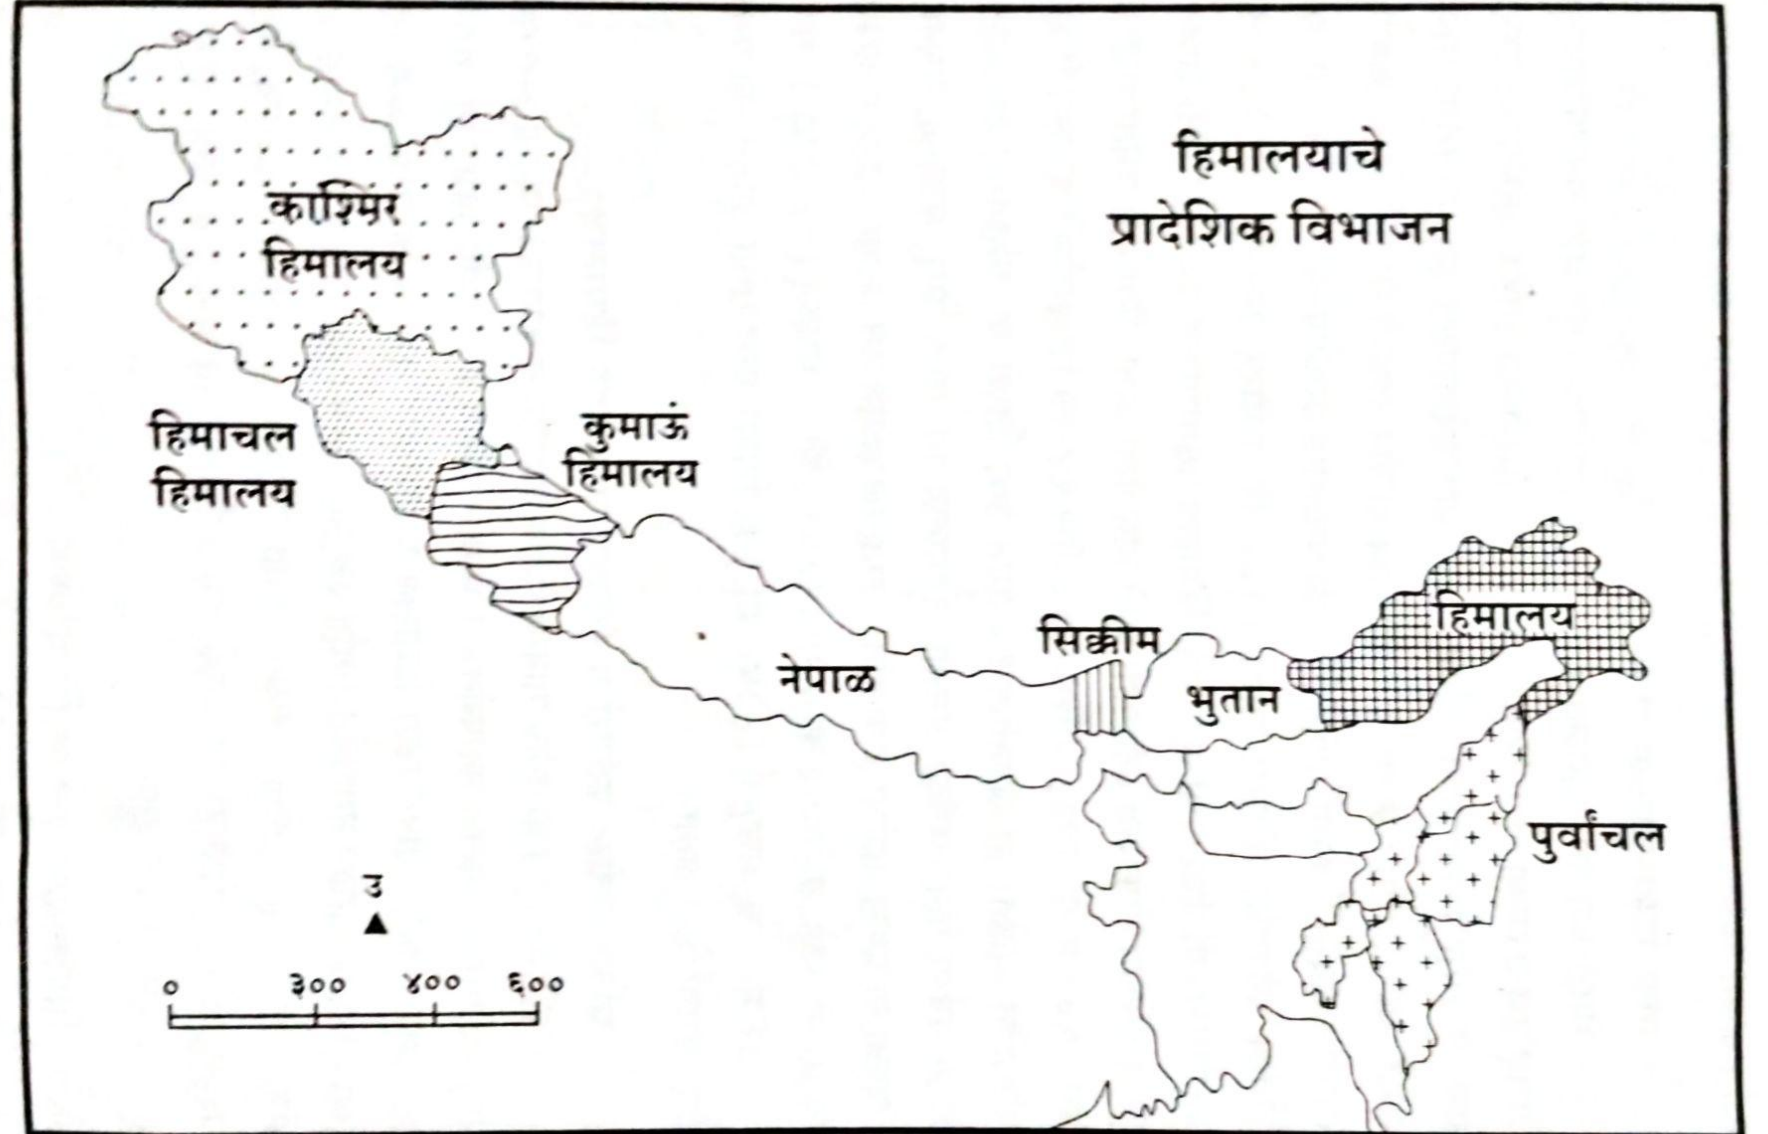 हिमालयाचे
प्रादेशिक विभाजन
काश्मिर
हिमालय
हिमाचल
हिमालय
कुमाऊं
हिमालय
नेपाळ
सिक्कीम
भुतान
हिमालय
पुर्वांचल
उ
० ३०० ४०० ६००